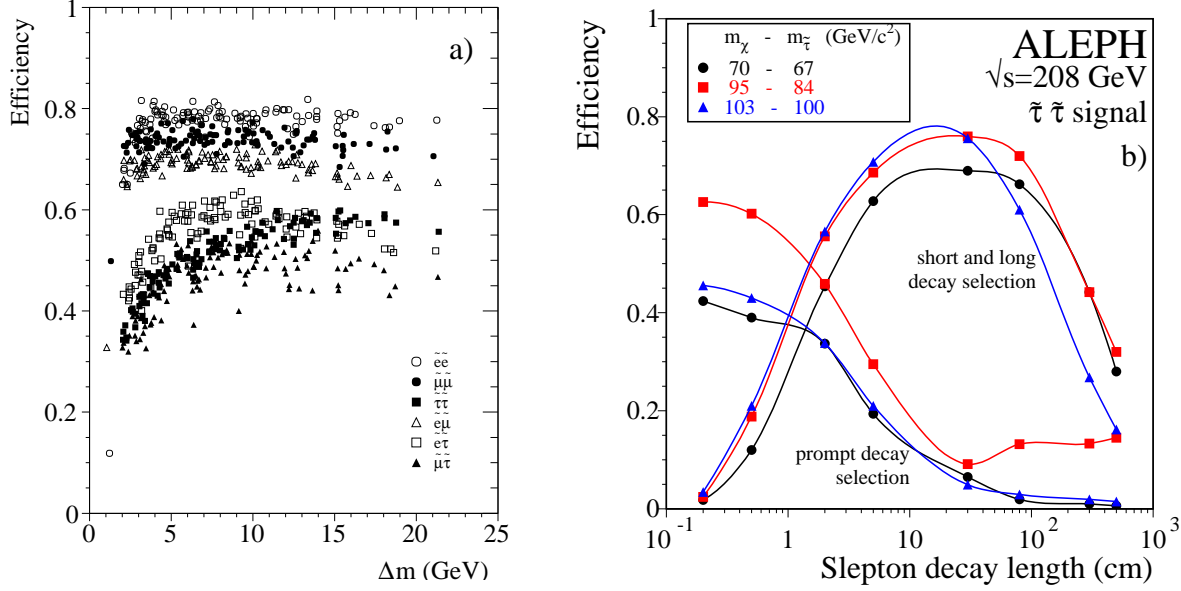 Efficiency
a)
1
0.8
0.6
0.4
0.2
0
0 5 10 15 20 25
Δm (GeV)
ẽẽ
μ̃μ̃
τ̃τ̃
ẽμ̃
ẽτ̃
μ̃τ̃
Efficiency
1
0.8
0.6
0.4
0.2
0
mχ - mτ̃ (GeV/c²)
70 - 67
95 - 84
103 - 100
ALEPH
√s=208 GeV
τ̃ τ̃ signal
b)
short and long
decay selection
prompt decay
selection
10⁻¹ 1 10 10² 10³
Slepton decay length (cm)